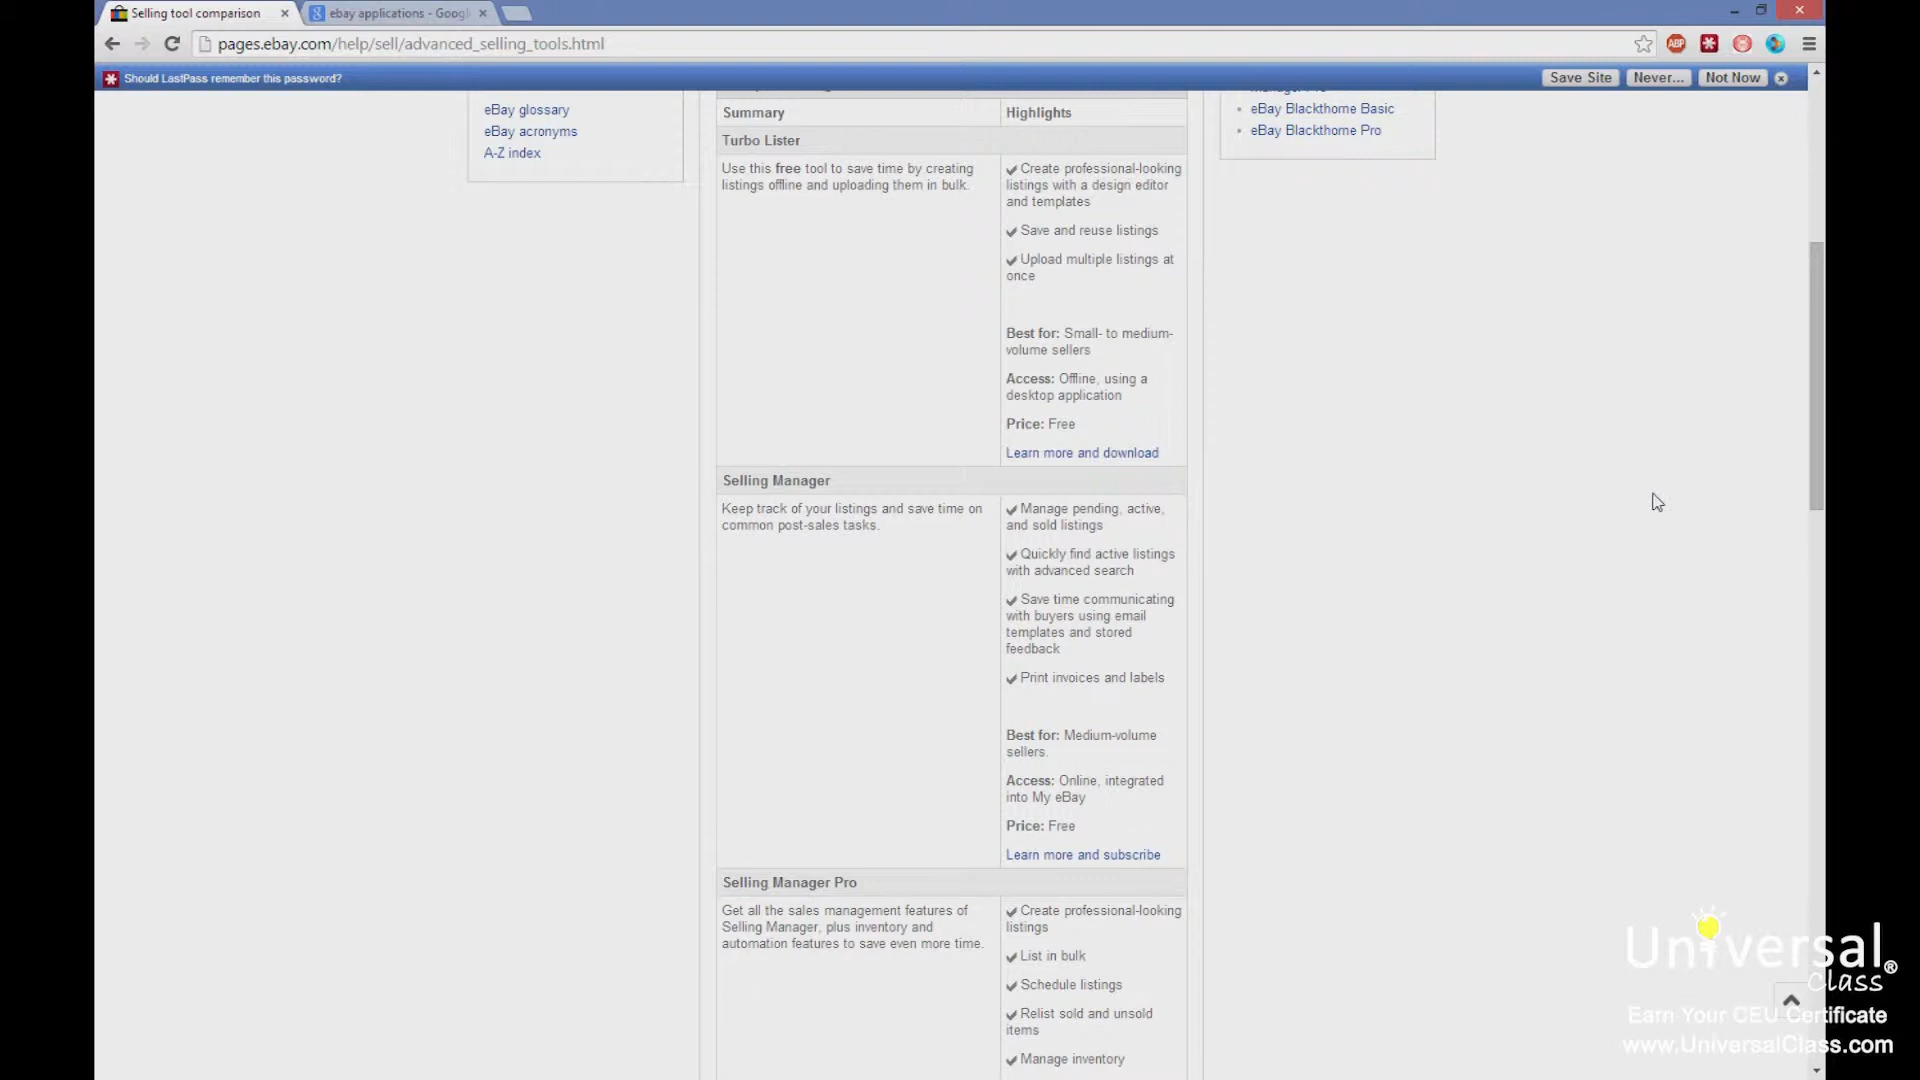 Selling tool comparison
ebay applications - Googl
pages.ebay.com/help/sell/advanced_selling_tools.html
ABP
Should LastPass remember this password?
Save Site
Never...
Not Now
eBay glossary
eBay acronyms
A-Z index
Summary
Highlights
Turbo Lister
Use this free tool to save time by creating
listings offline and uploading them in bulk.
Create professional-looking
listings with a design editor
and templates
Save and reuse listings
Upload multiple listings at
once
Best for: Small- to medium-
volume sellers
Access: Offline, using a
desktop application
Price: Free
Learn more and download
Selling Manager
Keep track of your listings and save time on
common post-sales tasks.
Manage pending, active,
and sold listings
Quickly find active listings
with advanced search
Save time communicating
with buyers using email
templates and stored
feedback
Print invoices and labels
Best for: Medium-volume
sellers.
Access: Online, integrated
into My eBay
Price: Free
Learn more and subscribe
Selling Manager Pro
Get all the sales management features of
Selling Manager, plus inventory and
automation features to save even more time.
Create professional-looking
listings
List in bulk
Schedule listings
Relist sold and unsold
items
Manage inventory
eBay Blackthorne Basic
eBay Blackthorne Pro
Universal
Class®
Earn Your CEU Certificate
www.UniversalClass.com